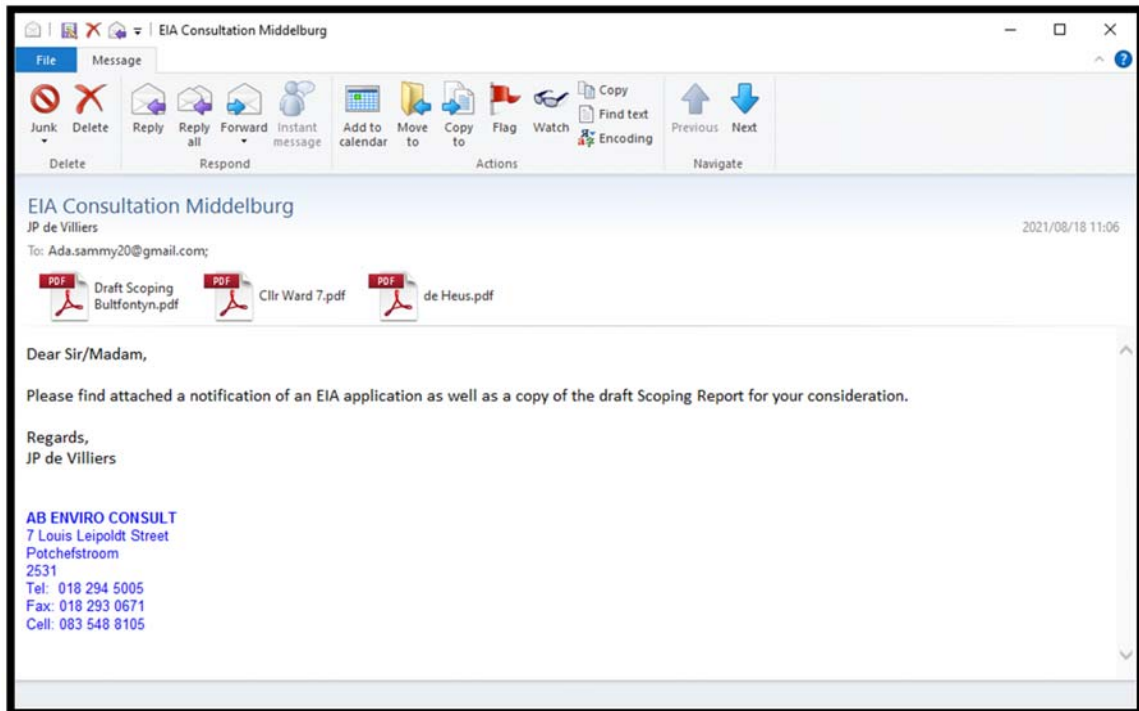 EIA Consultation Middelburg
File Message
Junk Delete Reply Reply all Forward Instant message Add to calendar Move to Copy to Flag Watch Copy Find text Encoding Previous Next
Delete Respond Actions Navigate
EIA Consultation Middelburg
JP de Villiers
2021/08/18 11:06
To: Ada.sammy20@gmail.com;
PDF Draft Scoping Bultfontyn.pdf PDF Cllr Ward 7.pdf PDF de Heus.pdf
Dear Sir/Madam,
Please find attached a notification of an EIA application as well as a copy of the draft Scoping Report for your consideration.
Regards,
JP de Villiers
AB ENVIRO CONSULT
7 Louis Leipoldt Street
Potchefstroom
2531
Tel: 018 294 5005
Fax: 018 293 0671
Cell: 083 548 8105